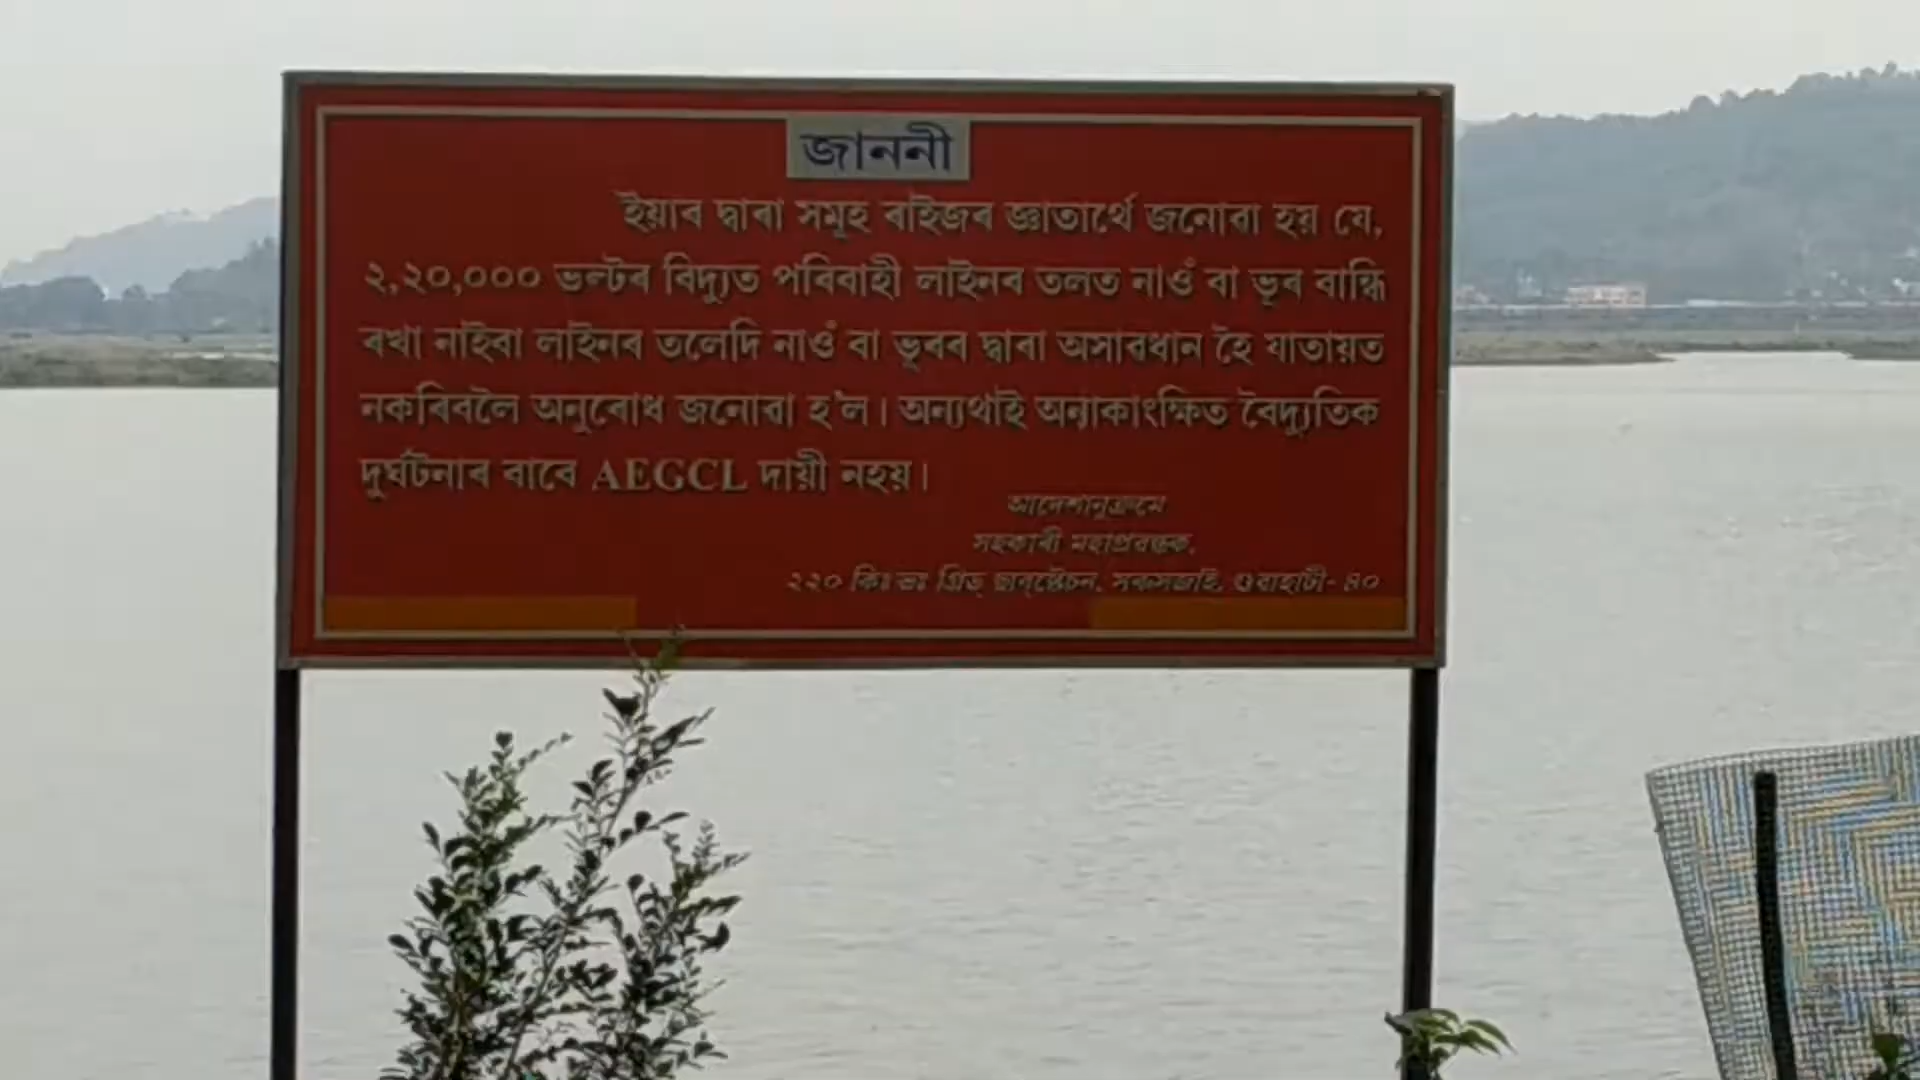 জাননী
ইয়াৰ দ্বাৰা সমূহ ৰাইজৰ জ্ঞাতাৰ্থে জনোৱা হয় যে,
২,২০,০০০ ভল্টৰ বিদ্যুত পৰিবাহী লাইনৰ তলত নাওঁ বা ভূৰ বান্ধি
ৰখা নাইবা লাইনৰ তলেদি নাওঁ বা ভূৰৰ দ্বাৰা অসাৱধান হৈ যাতায়ত
নকৰিবলৈ অনুৰোধ জনোৱা হ'ল। অন্যথাই অনাকাংক্ষিত বৈদ্যুতিক
দুৰ্ঘটনাৰ বাবে AEGCL দায়ী নহয়।
আদেশানুক্ৰমে
সহকাৰী মহাপ্ৰবন্ধক,
২২০ কিঃ ভঃ গ্ৰিড্ ছাব্‌ষ্টেচন, সৰুসজাই, গুৱাহাটী- ৪০